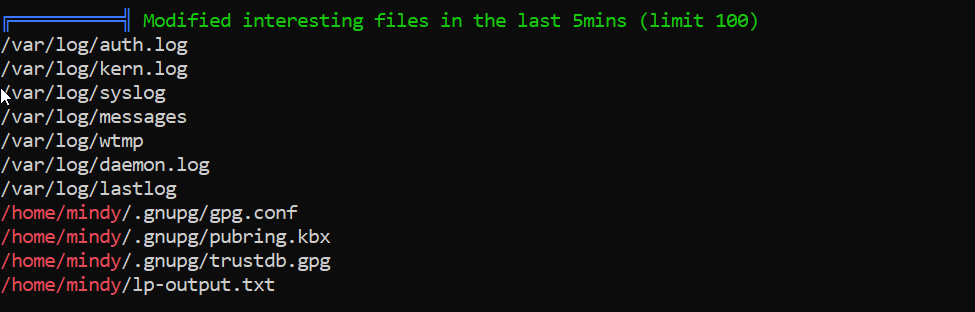 ╔══════════╣ Modified interesting files in the last 5mins (limit 100)
/var/log/auth.log
/var/log/kern.log
/var/log/syslog
/var/log/messages
/var/log/wtmp
/var/log/daemon.log
/var/log/lastlog
/home/mindy/.gnupg/gpg.conf
/home/mindy/.gnupg/pubring.kbx
/home/mindy/.gnupg/trustdb.gpg
/home/mindy/lp-output.txt